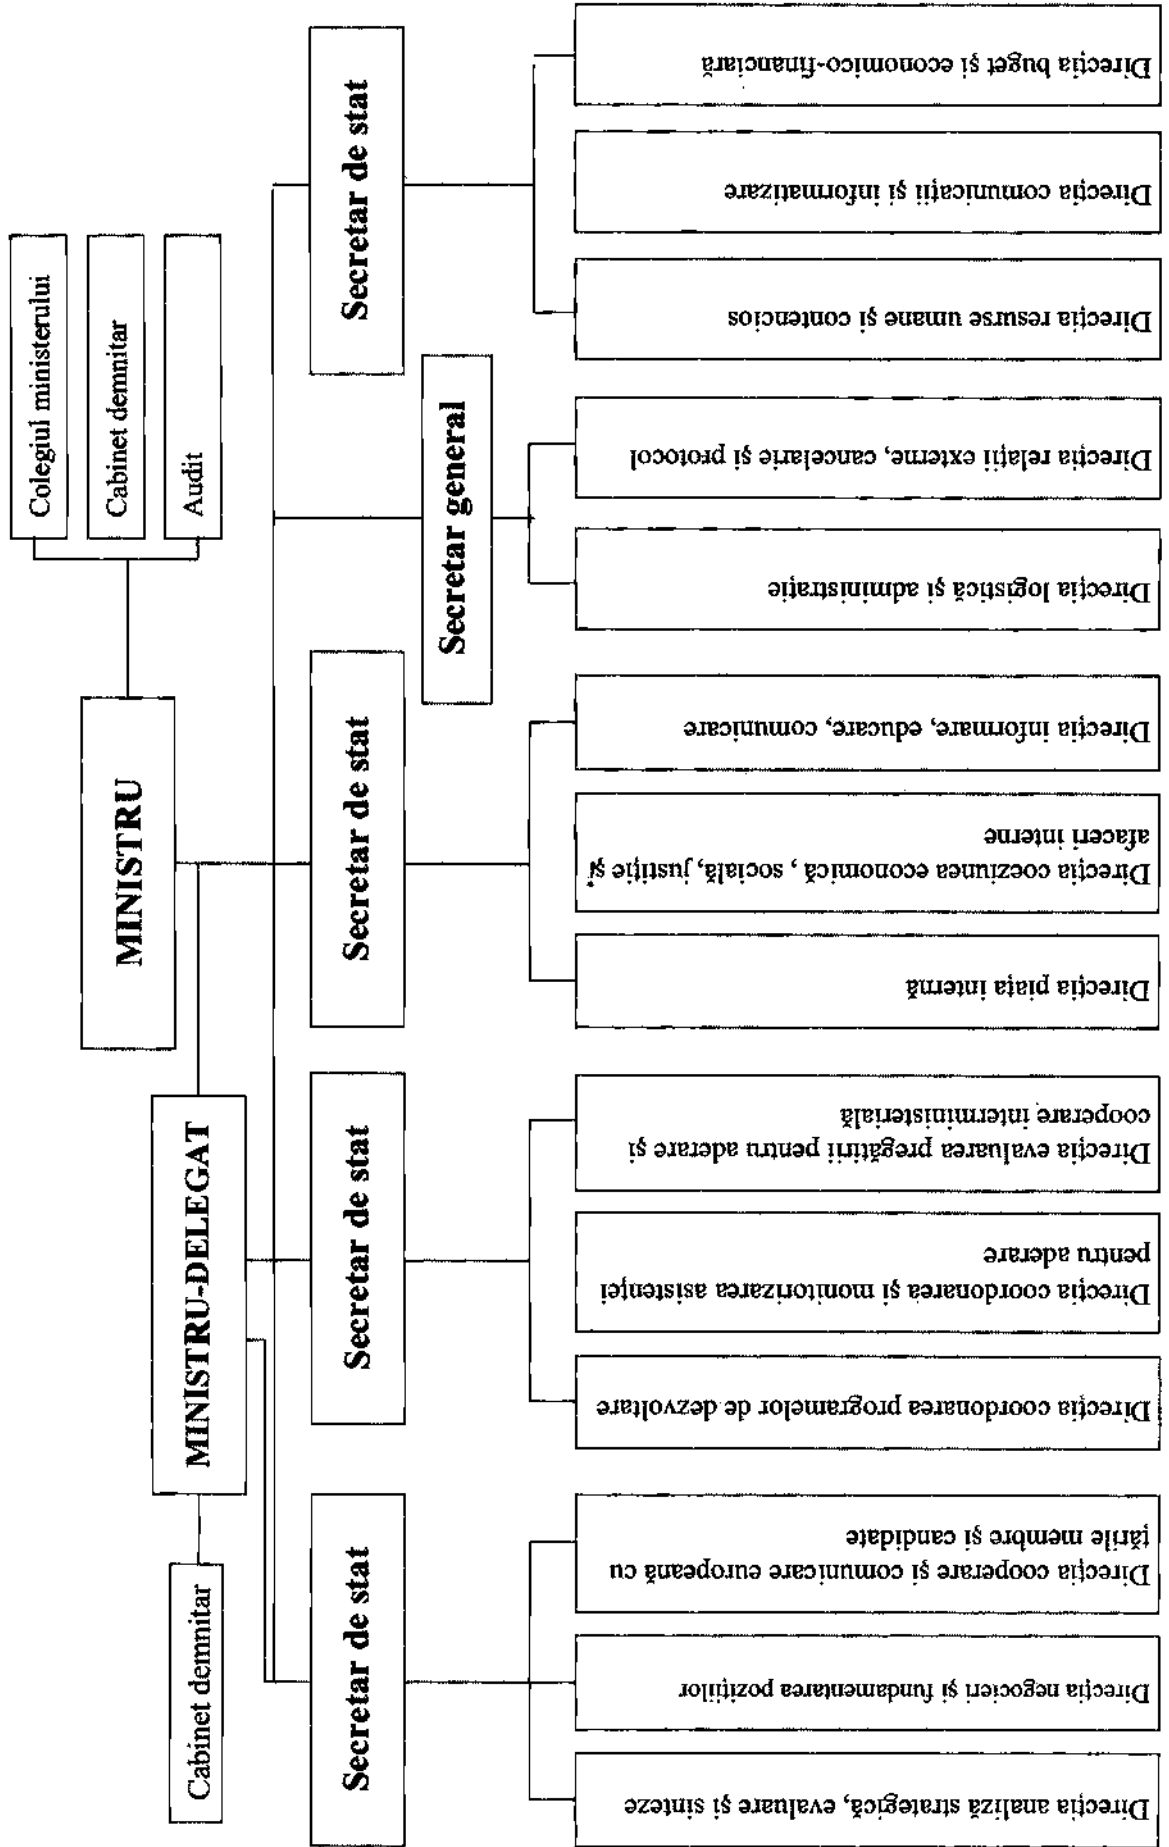 Colegiul ministerului
Cabinet demnitar
Audit
MINISTRU
MINISTRU-DELEGAT
Cabinet demnitar
Secretar de stat
Secretar de stat
Secretar de stat
Secretar general
Secretar de stat
Direcţia analiză strategică, evaluare şi sinteze
Direcţia negocieri şi fundamentarea poziţiilor
Direcţia cooperare şi comunicare europeană cu
ţările membre şi candidate
Direcţia coordonarea programelor de dezvoltare
Direcţia coordonarea şi monitorizarea asistenţei
pentru aderare
Direcţia evaluarea pregătirii pentru aderare şi
cooperare interministerială
Direcţia piaţa internă
Direcţia coeziunea economică , socială, justiţie şi
afaceri interne
Direcţia informare, educare, comunicare
Direcţia logistică şi administraţie
Direcţia relaţii externe, cancelarie şi protocol
Direcţia resurse umane şi contencios
Direcţia comunicaţii şi informatizare
Direcţia buget şi economico-financiară